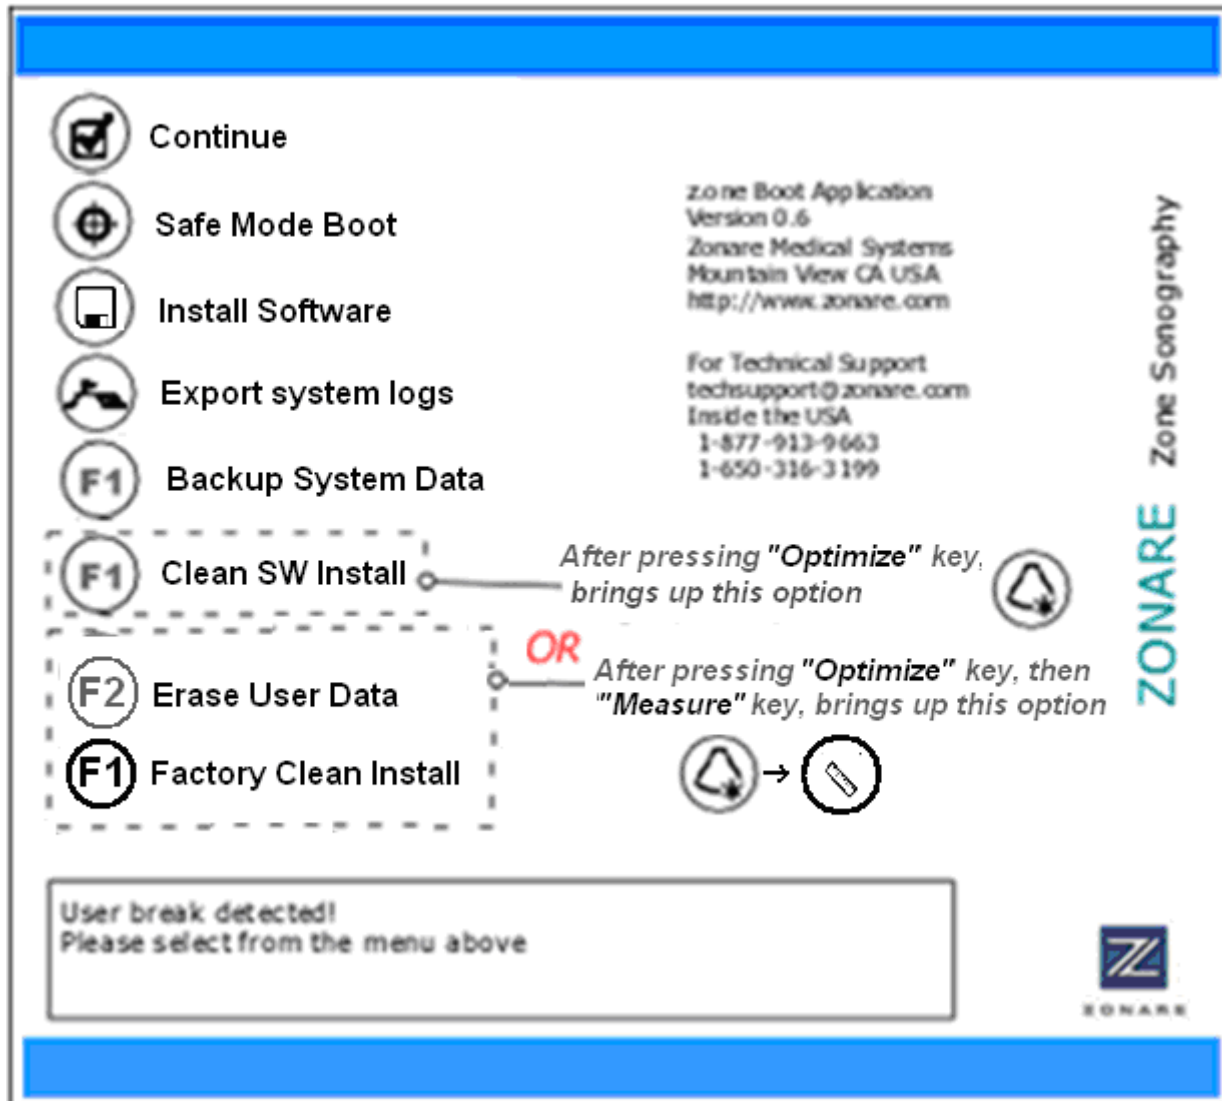 Continue
Safe Mode Boot
Install Software
Export system logs
F1 Backup System Data
F1 Clean SW Install
F2 Erase User Data
F1 Factory Clean Install
z.one Boot Application
Version 0.6
Zonare Medical Systems
Mountain View CA USA
http://www.zonare.com
For Technical Support
techsupport@zonare.com
Inside the USA
1-877-913-9663
1-650-316-3199
After pressing "Optimize" key,
brings up this option
OR
After pressing "Optimize" key, then
"Measure" key, brings up this option
ZONARE Zone Sonography
User break detected!
Please select from the menu above
ZONARE